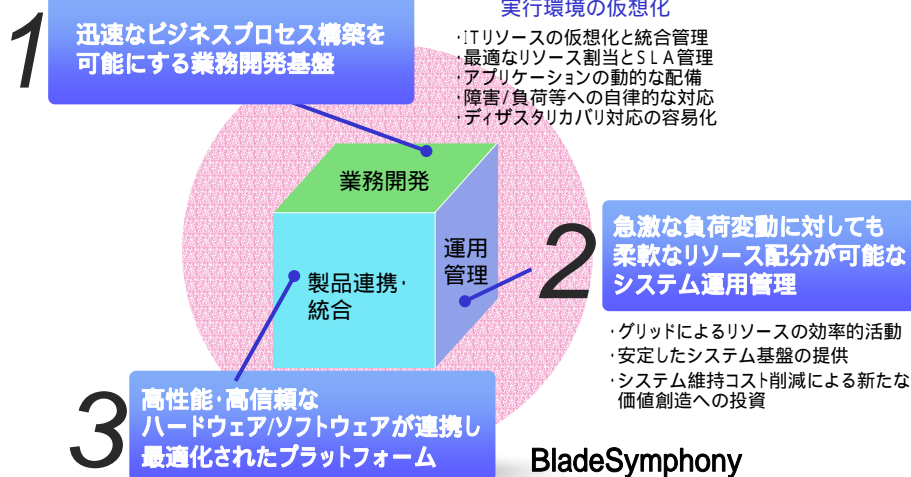 実行環境の仮想化
1
迅速なビジネスプロセス構築を
可能にする業務開発基盤
・ITリソースの仮想化と統合管理
・最適なリソース割当とSLA管理
・アプリケーションの動的な配備
・障害/負荷等への自律的な対応
・ディザスタリカバリ対応の容易化
業務開発
運用
管理
製品連携・
統合
2
急激な負荷変動に対しても
柔軟なリソース配分が可能な
システム運用管理
・グリッドによるリソースの効率的活動
・安定したシステム基盤の提供
・システム維持コスト削減による新たな
価値創造への投資
3
高性能・高信頼な
ハードウェア/ソフトウェアが連携し
最適化されたプラットフォーム
BladeSymphony